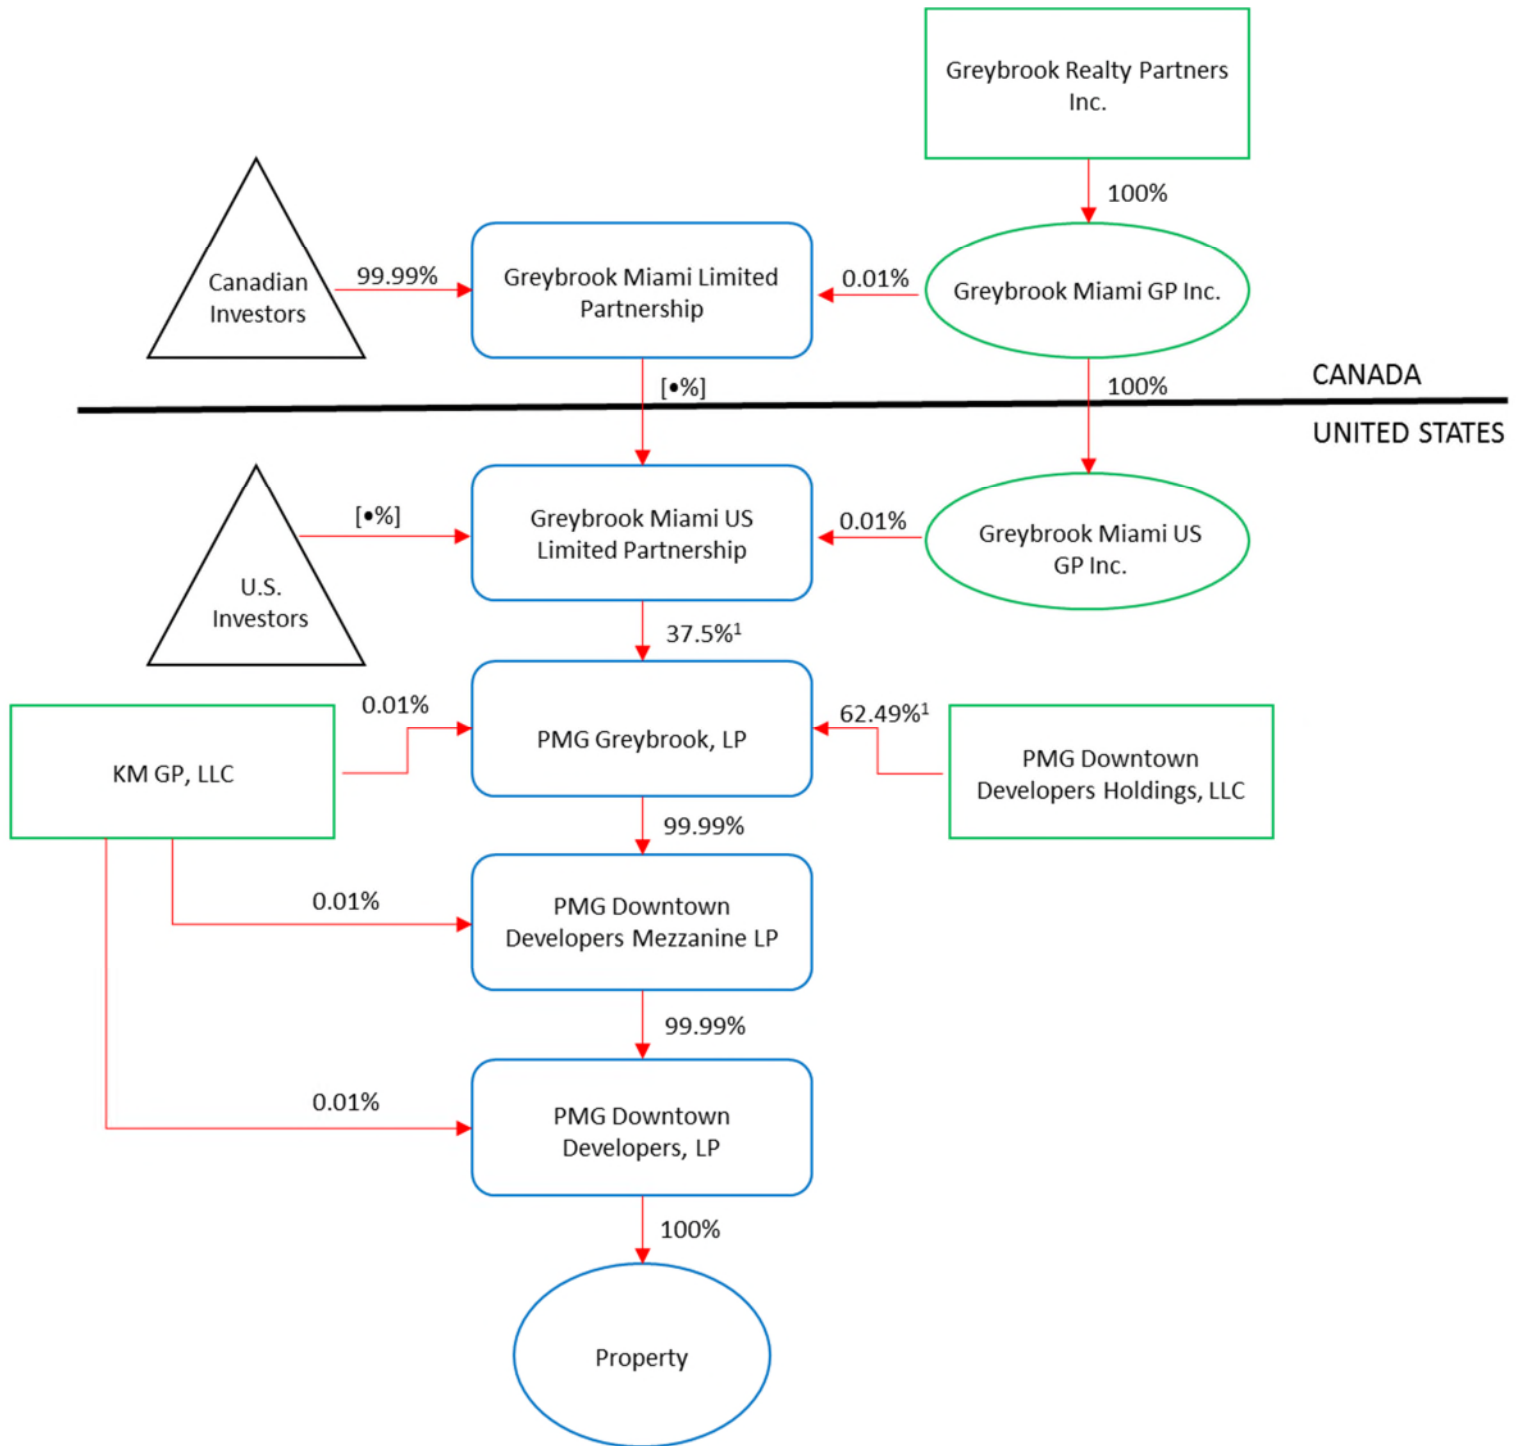 Greybrook Realty Partners
Inc.
100%
Canadian
Investors
99.99%
Greybrook Miami Limited
Partnership
0.01%
Greybrook Miami GP Inc.
[•%]
100%
CANADA
UNITED STATES
U.S.
Investors
[•%]
Greybrook Miami US
Limited Partnership
0.01%
Greybrook Miami US
GP Inc.
37.5%¹
KM GP, LLC
0.01%
PMG Greybrook, LP
62.49%¹
PMG Downtown
Developers Holdings, LLC
99.99%
0.01%
PMG Downtown
Developers Mezzanine LP
99.99%
0.01%
PMG Downtown
Developers, LP
100%
Property